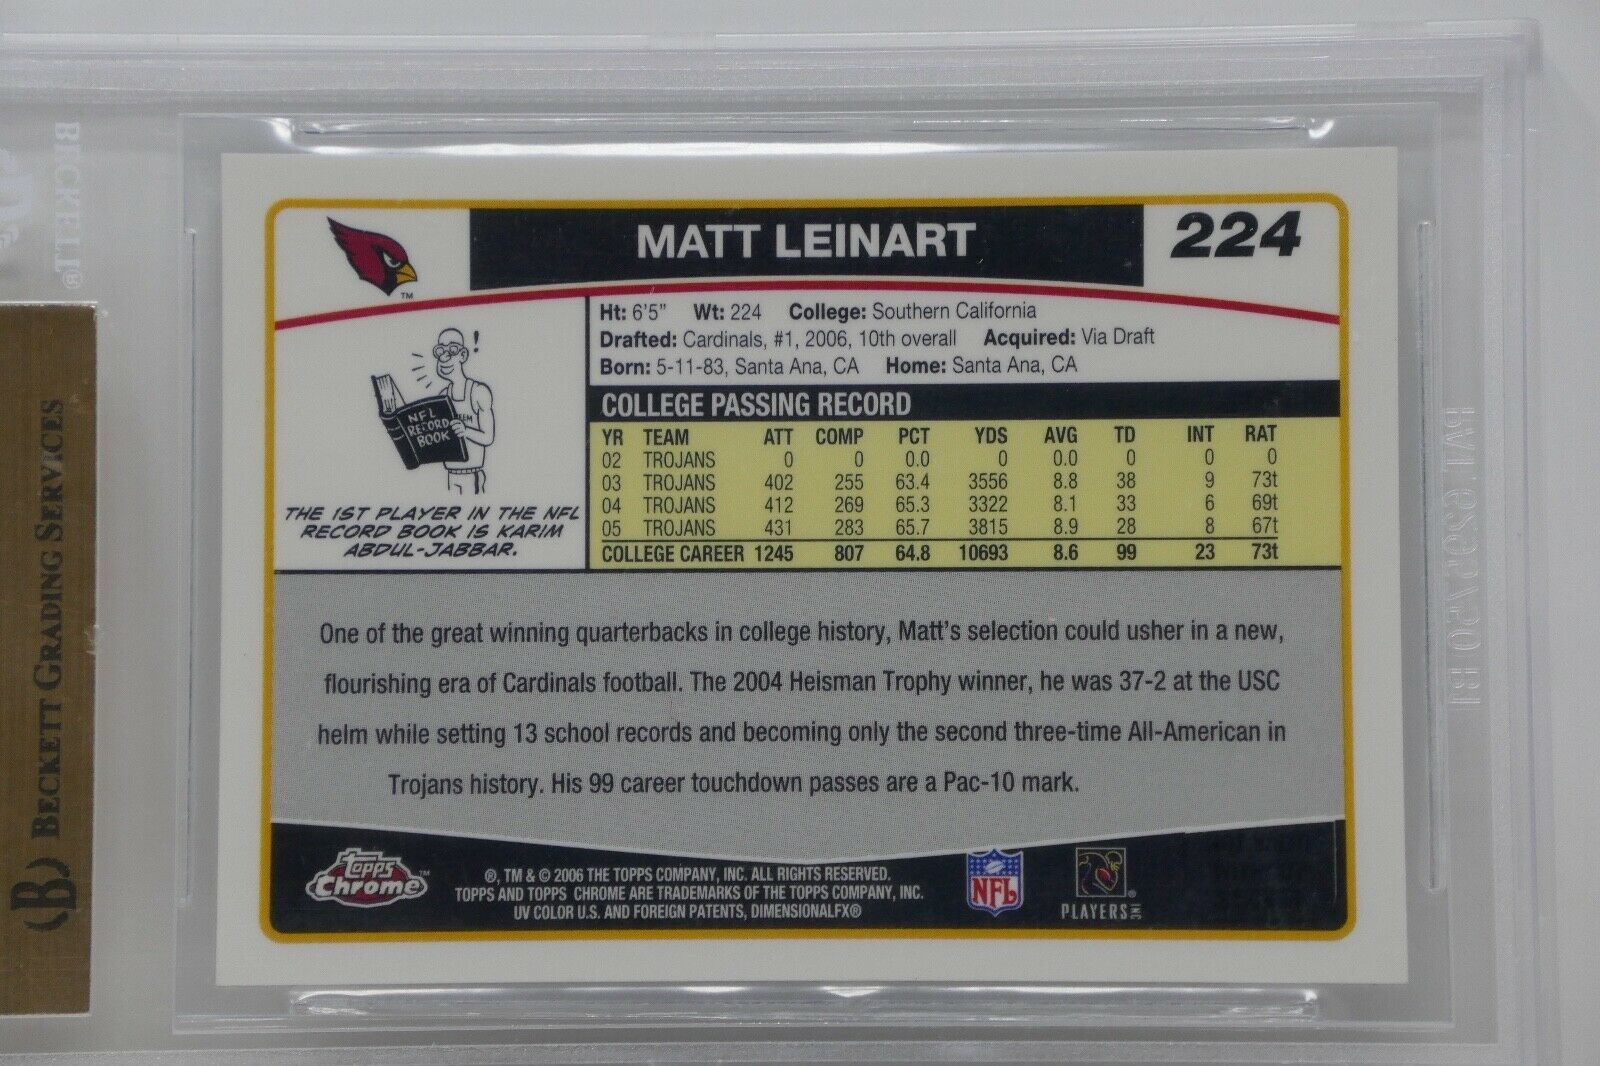 BECKETT®
BECKETT GRADING SERVICES
B
MATT LEINART
224
TM
Ht: 6'5" Wt: 224 College: Southern California
Drafted: Cardinals, #1, 2006, 10th overall Acquired: Via Draft
Born: 5-11-83, Santa Ana, CA Home: Santa Ana, CA
!
NFL
RECORD
BOOK
THE 1ST PLAYER IN THE NFL
RECORD BOOK IS KARIM
ABDUL-JABBAR.
COLLEGE PASSING RECORD
YR TEAM ATT COMP PCT YDS AVG TD INT RAT
02 TROJANS 0 0 0.0 0 0.0 0 0 0
03 TROJANS 402 255 63.4 3556 8.8 38 9 73t
04 TROJANS 412 269 65.3 3322 8.1 33 6 69t
05 TROJANS 431 283 65.7 3815 8.9 28 8 67t
COLLEGE CAREER 1245 807 64.8 10693 8.6 99 23 73t
One of the great winning quarterbacks in college history, Matt's selection could usher in a new,
flourishing era of Cardinals football. The 2004 Heisman Trophy winner, he was 37-2 at the USC
helm while setting 13 school records and becoming only the second three-time All-American in
Trojans history. His 99 career touchdown passes are a Pac-10 mark.
Topps
Chrome™
®, TM & © 2006 THE TOPPS COMPANY, INC. ALL RIGHTS RESERVED.
TOPPS AND TOPPS CHROME ARE TRADEMARKS OF THE TOPPS COMPANY, INC.
UV COLOR U.S. AND FOREIGN PATENTS, DIMENSIONALFX®
NFL
PLAYERS INC